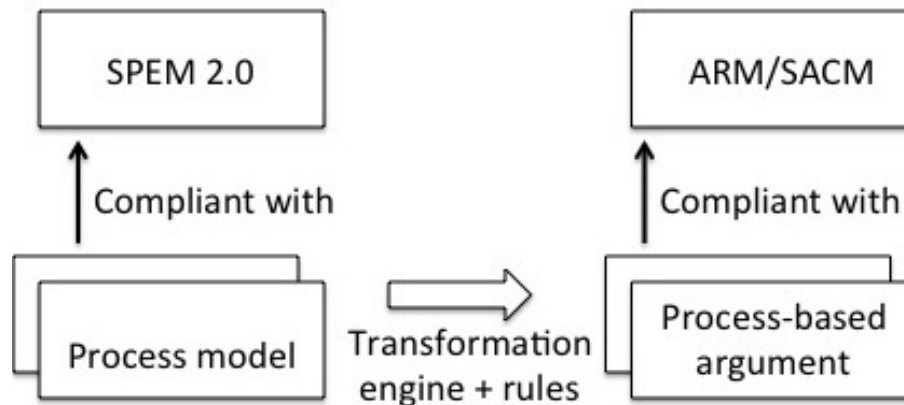 SPEM 2.0
ARM/SACM
Compliant with
Compliant with
Process model
Transformation
engine + rules
Process-based
argument